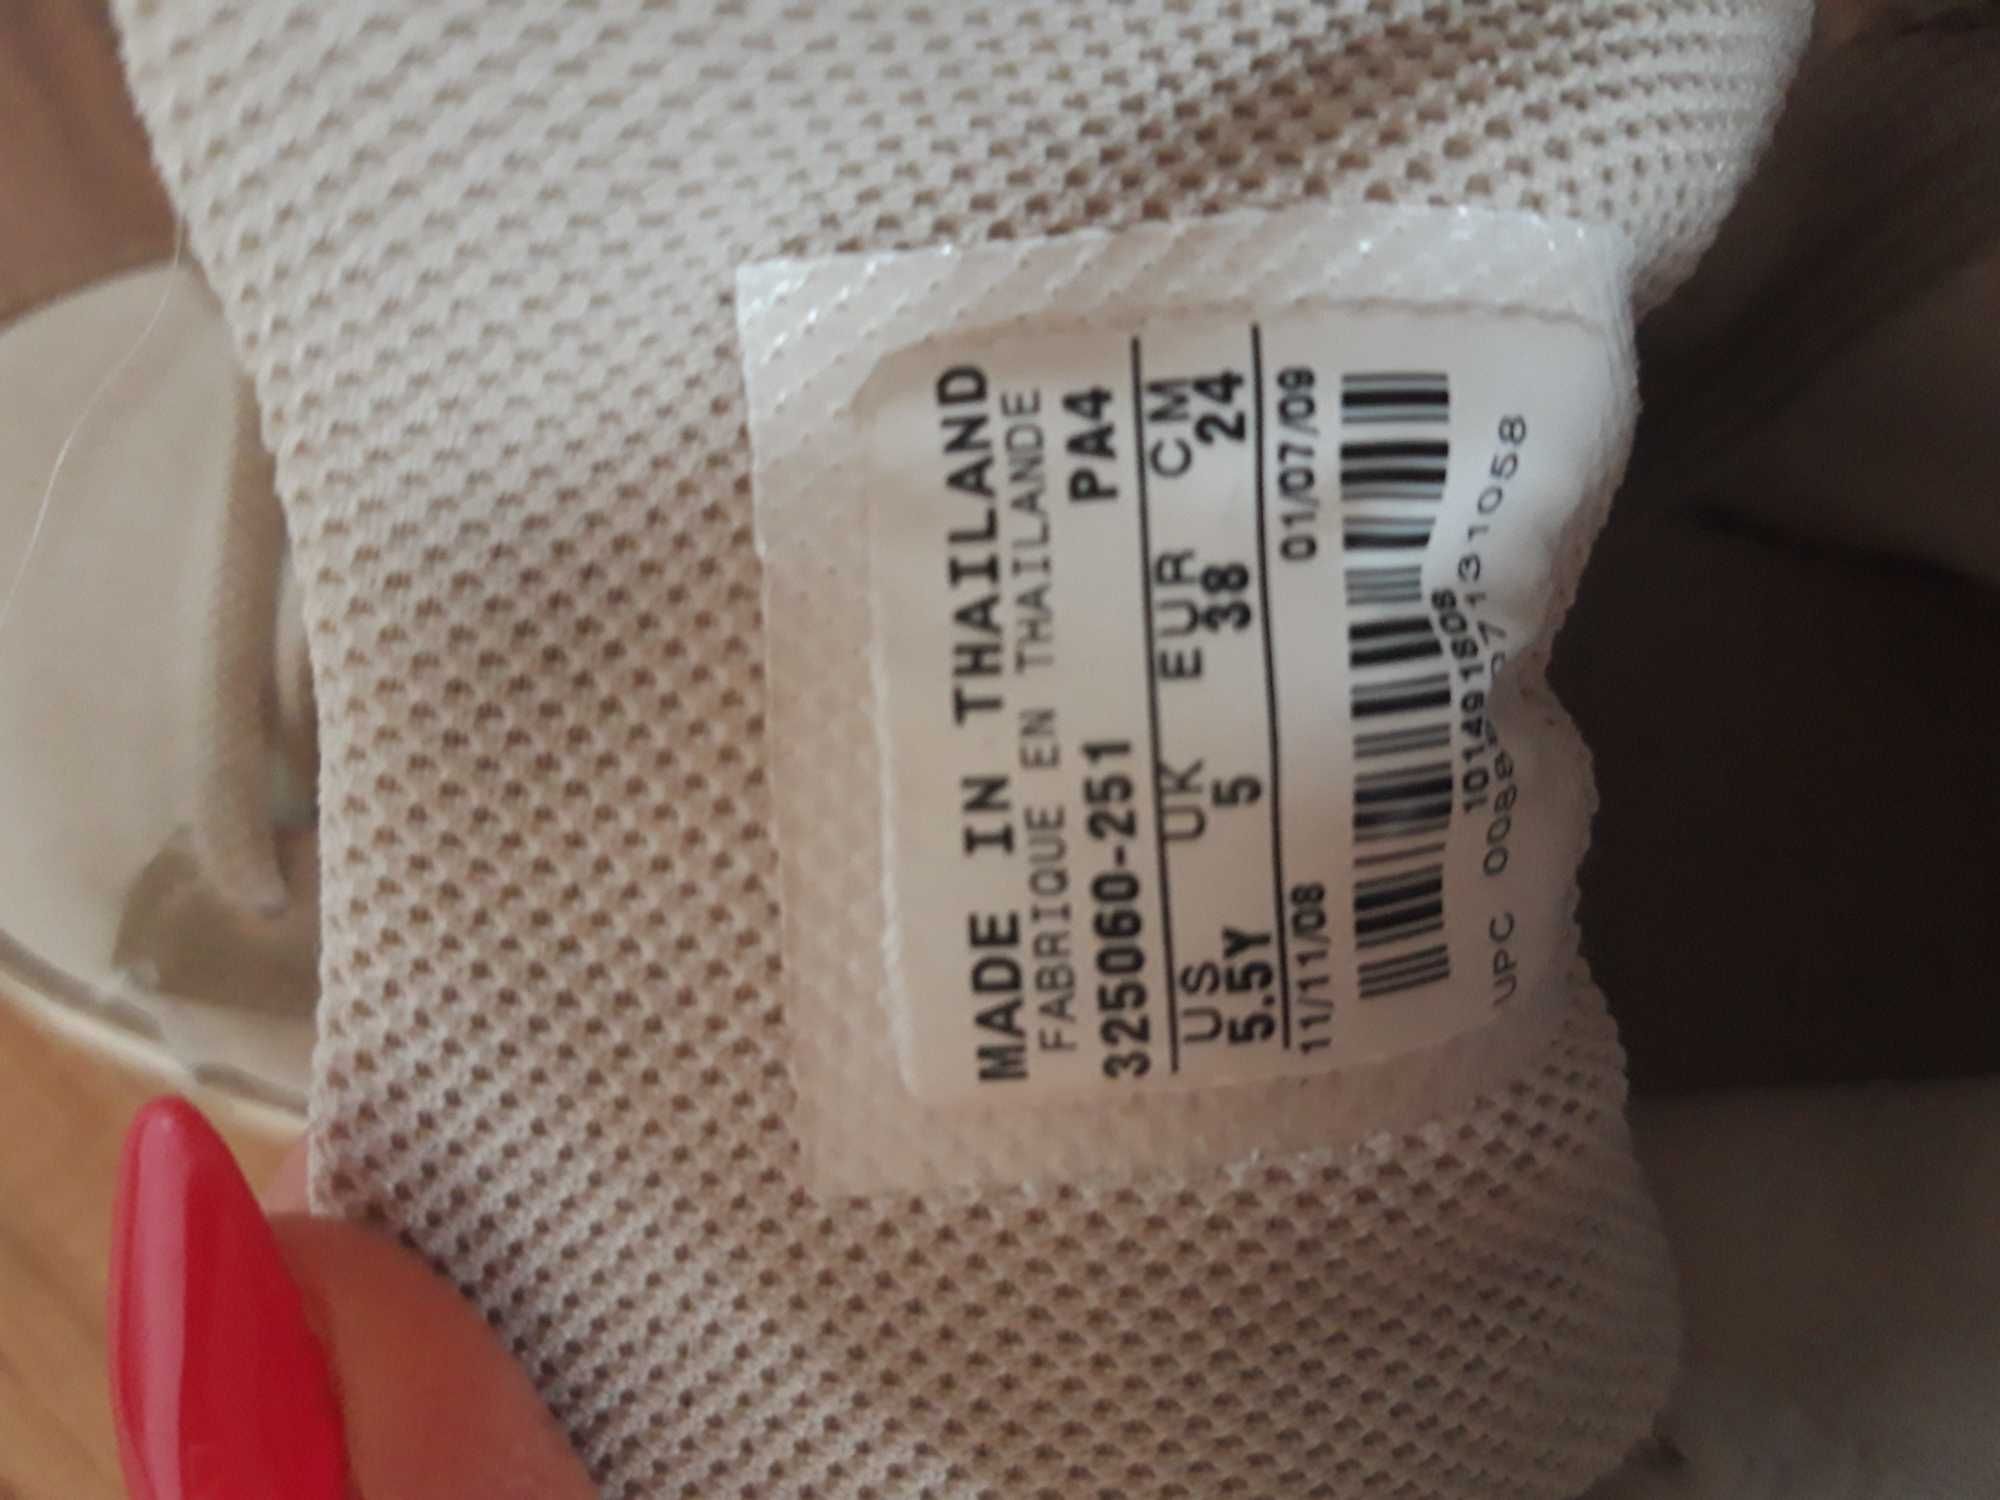 MADE IN THAILAND
FABRIQUE EN THAILANDE
325060-251 PA4
US UK EUR CM
5.5Y 5 38 24
11/11/08 01/07/09
UPC